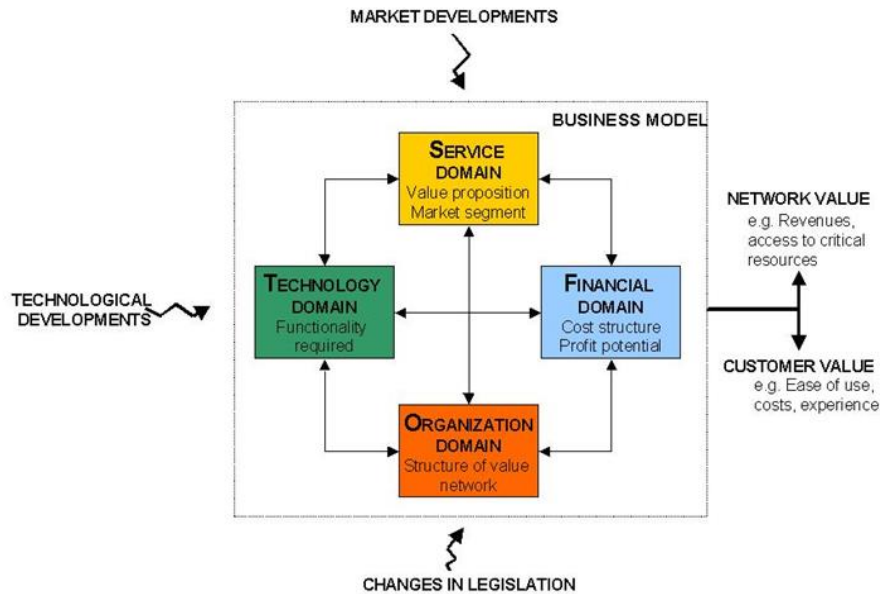 MARKET DEVELOPMENTS
BUSINESS MODEL
SERVICE
DOMAIN
Value proposition
Market segment
TECHNOLOGY
DOMAIN
Functionality
required
FINANCIAL
DOMAIN
Cost structure
Profit potential
ORGANIZATION
DOMAIN
Structure of value
network
TECHNOLOGICAL
DEVELOPMENTS
NETWORK VALUE
e.g. Revenues,
access to critical
resources
CUSTOMER VALUE
e.g. Ease of use,
costs, experience
CHANGES IN LEGISLATION